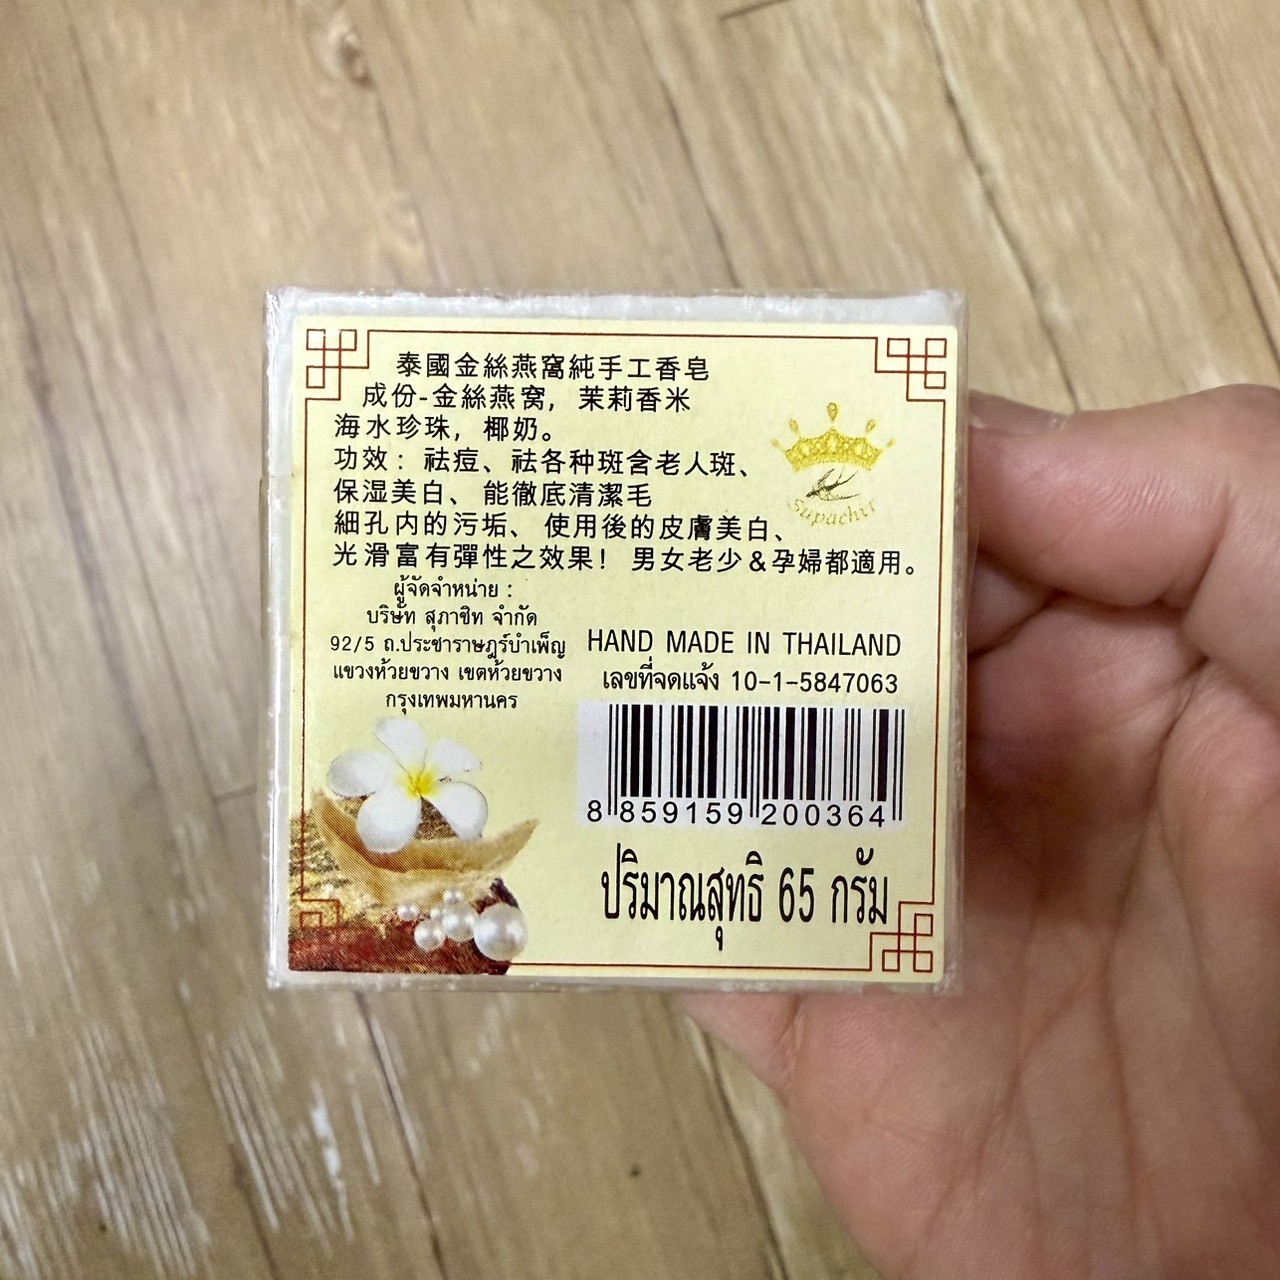 泰國金絲燕窩純手工香皂
成份-金絲燕窝，茉莉香米
海水珍珠，椰奶。
功效：祛痘、祛各种斑含老人斑、
保湿美白、能徹底清潔毛
細孔内的污垢、使用後的皮膚美白、
光滑富有彈性之效果！男女老少＆孕婦都適用。
Supachit
ผู้จัดจำหน่าย :
บริษัท สุภาชิท จำกัด
92/5 ถ.ประชาราษฎร์บำเพ็ญ
แขวงห้วยขวาง เขตห้วยขวาง
กรุงเทพมหานคร
HAND MADE IN THAILAND
เลขที่จดแจ้ง 10-1-5847063
8 859159 200364
ปริมาณสุทธิ 65 กรัม